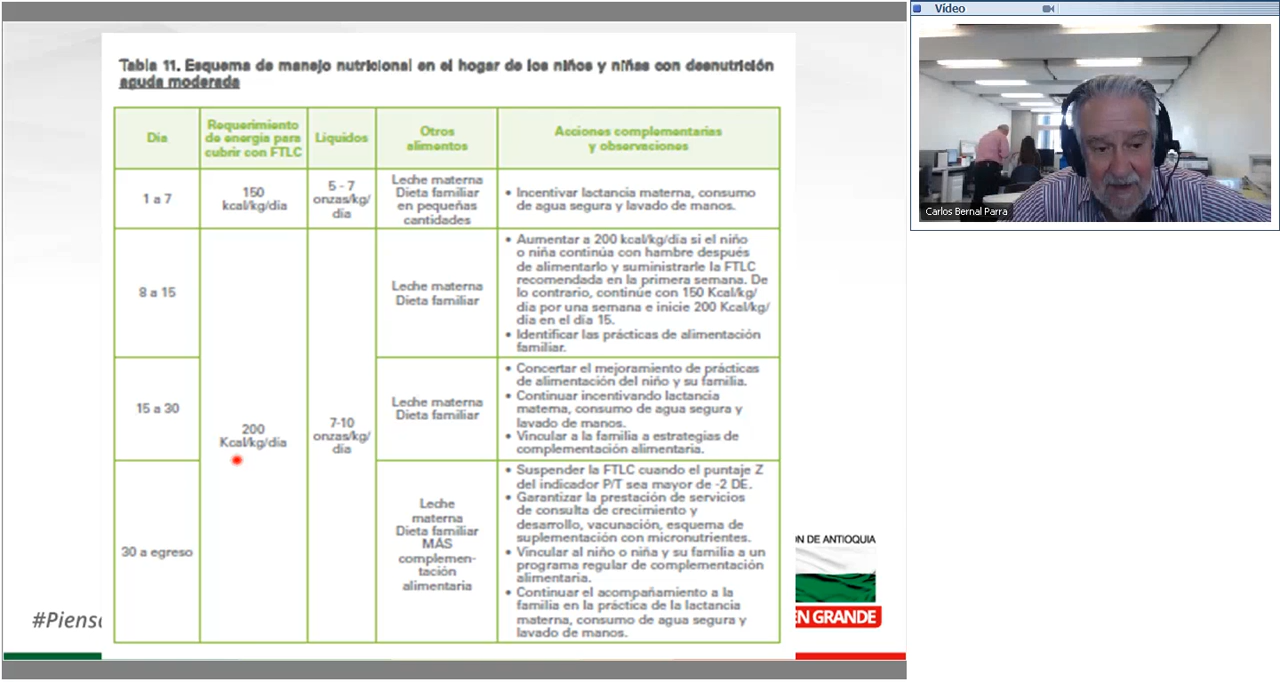 Tabla 11. Esquema de manejo nutricional en el hogar de los niños y niñas con desnutrición
aguda moderada
Día
Requerimiento
de energía para
cubrir con FTLC
Líquidos
Otros
alimentos
Acciones complementarias
y observaciones
1 a 7
150
kcal/kg/día
5 - 7
onzas/kg/
día
Leche materna
Dieta familiar
en pequeñas
cantidades
• Incentivar lactancia materna, consumo
de agua segura y lavado de manos.
8 a 15
Leche materna
Dieta familiar
• Aumentar a 200 kcal/kg/día si el niño
o niña continúa con hambre después
de alimentarlo y suministrarle la FTLC
recomendada en la primera semana. De
lo contrario, continúe con 150 Kcal/kg/
día por una semana e inicie 200 Kcal/kg/
día en el día 15.
• Identificar las prácticas de alimentación
familiar.
15 a 30
200
Kcal/kg/día
7-10
onzas/kg/
día
Leche materna
Dieta familiar
• Concertar el mejoramiento de prácticas
de alimentación del niño y su familia.
• Continuar incentivando lactancia
materna, consumo de agua segura y
lavado de manos.
• Vincular a la familia a estrategias de
complementación alimentaria.
30 a egreso
Leche
materna
Dieta familiar
MÁS
complemen-
tación
alimentaria
• Suspender la FTLC cuando el puntaje Z
del indicador P/T sea mayor de -2 DE.
• Garantizar la prestación de servicios
de consulta de crecimiento y
desarrollo, vacunación, esquema de
suplementación con micronutrientes.
• Vincular al niño o niña y su familia a un
programa regular de complementación
alimentaria.
• Continuar el acompañamiento a la
familia en la práctica de la lactancia
materna, consumo de agua segura y
lavado de manos.
#Piens
ÓN DE ANTIOQUIA
EN GRANDE
Vídeo
Carlos Bernal Parra